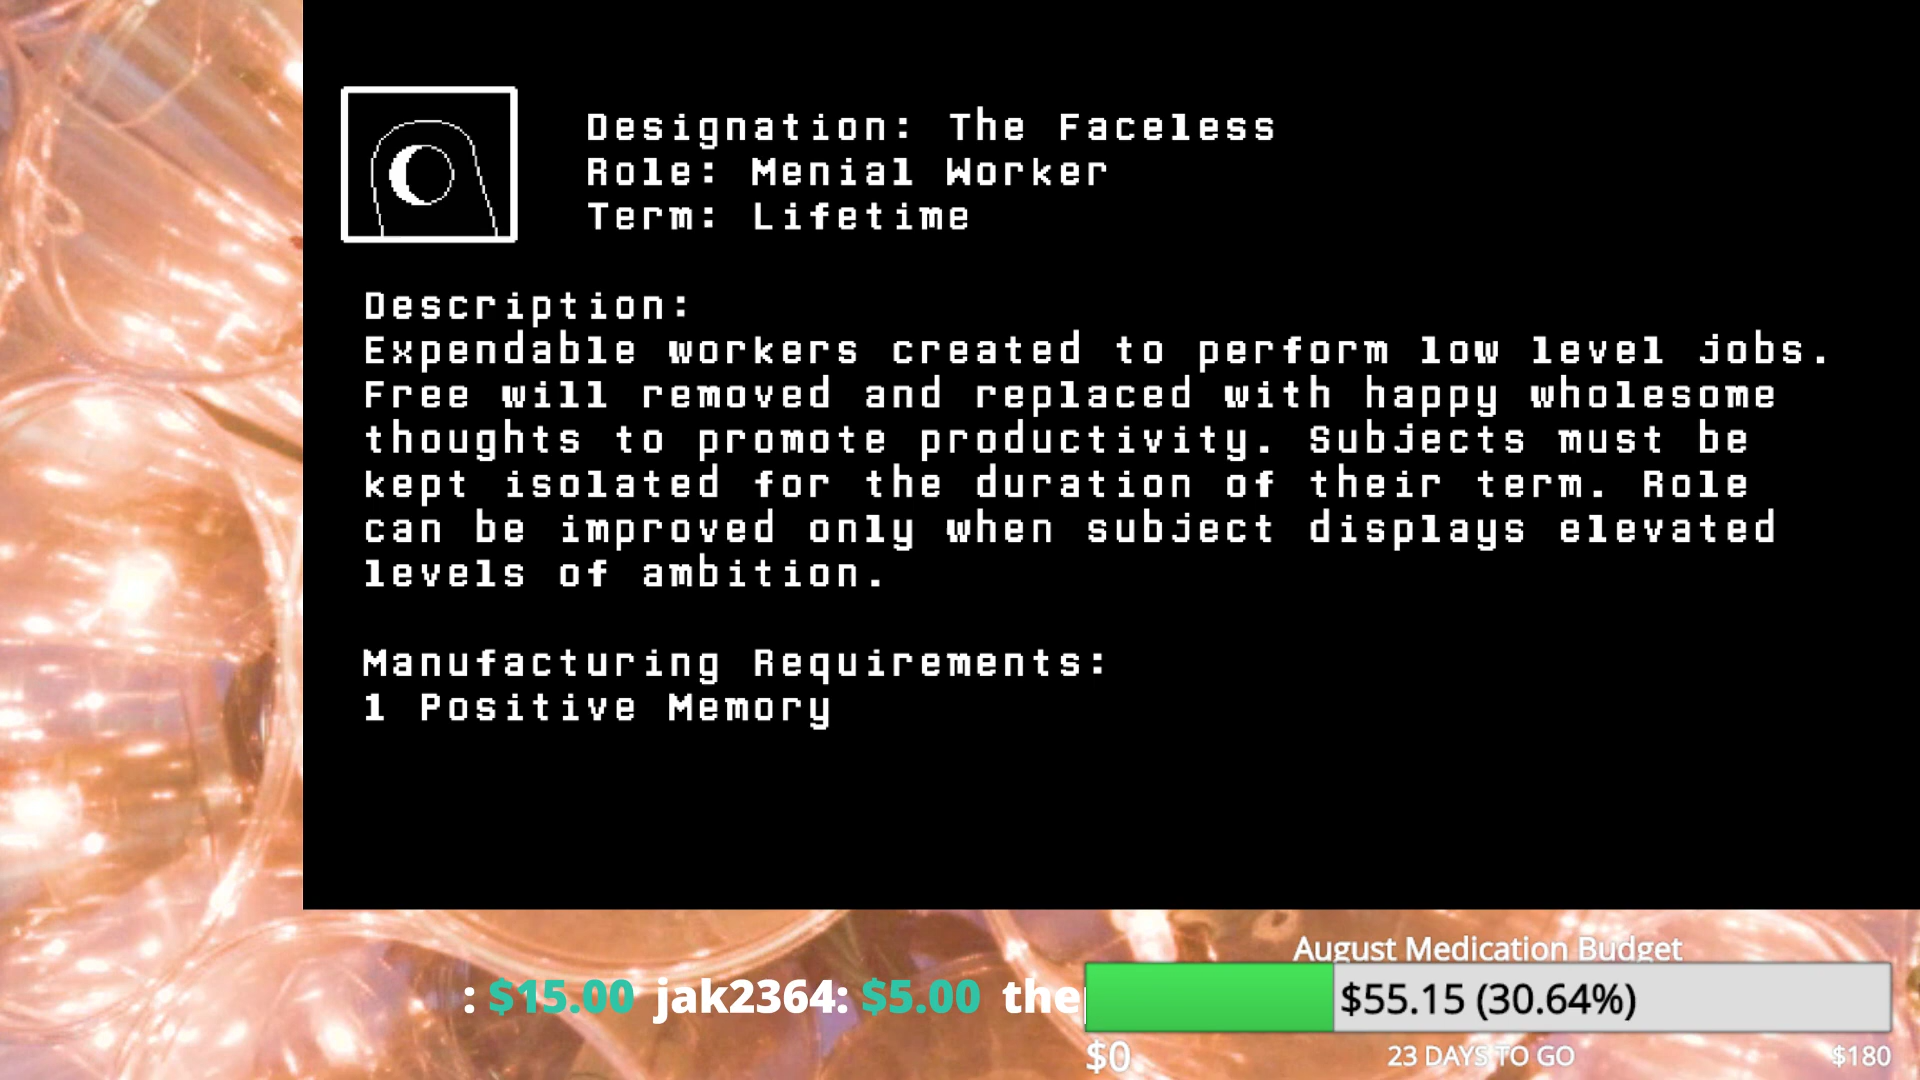 Designation: The Faceless
Role: Menial Worker
Term: Lifetime
Description:
Expendable workers created to perform low level jobs.
Free will removed and replaced with happy wholesome
thoughts to promote productivity. Subjects must be
kept isolated for the duration of their term. Role
can be improved only when subject displays elevated
levels of ambition.
Manufacturing Requirements:
1 Positive Memory
August Medication Budget
: $15.00 jak2364: $5.00 the
$55.15 (30.64%)
$0 23 DAYS TO GO $180